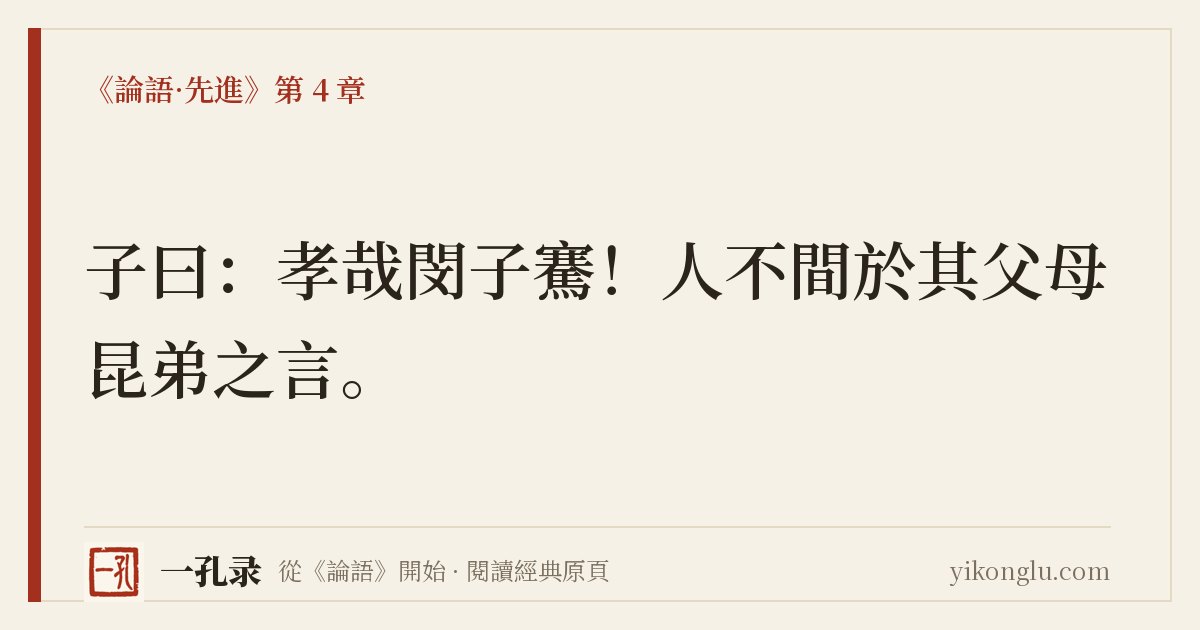 《論語·先進》第 4 章
子曰：孝哉閔子騫！人不間於其父母
昆弟之言。
一孔
一孔录 從《論語》開始 · 閱讀經典原頁 yikonglu.com